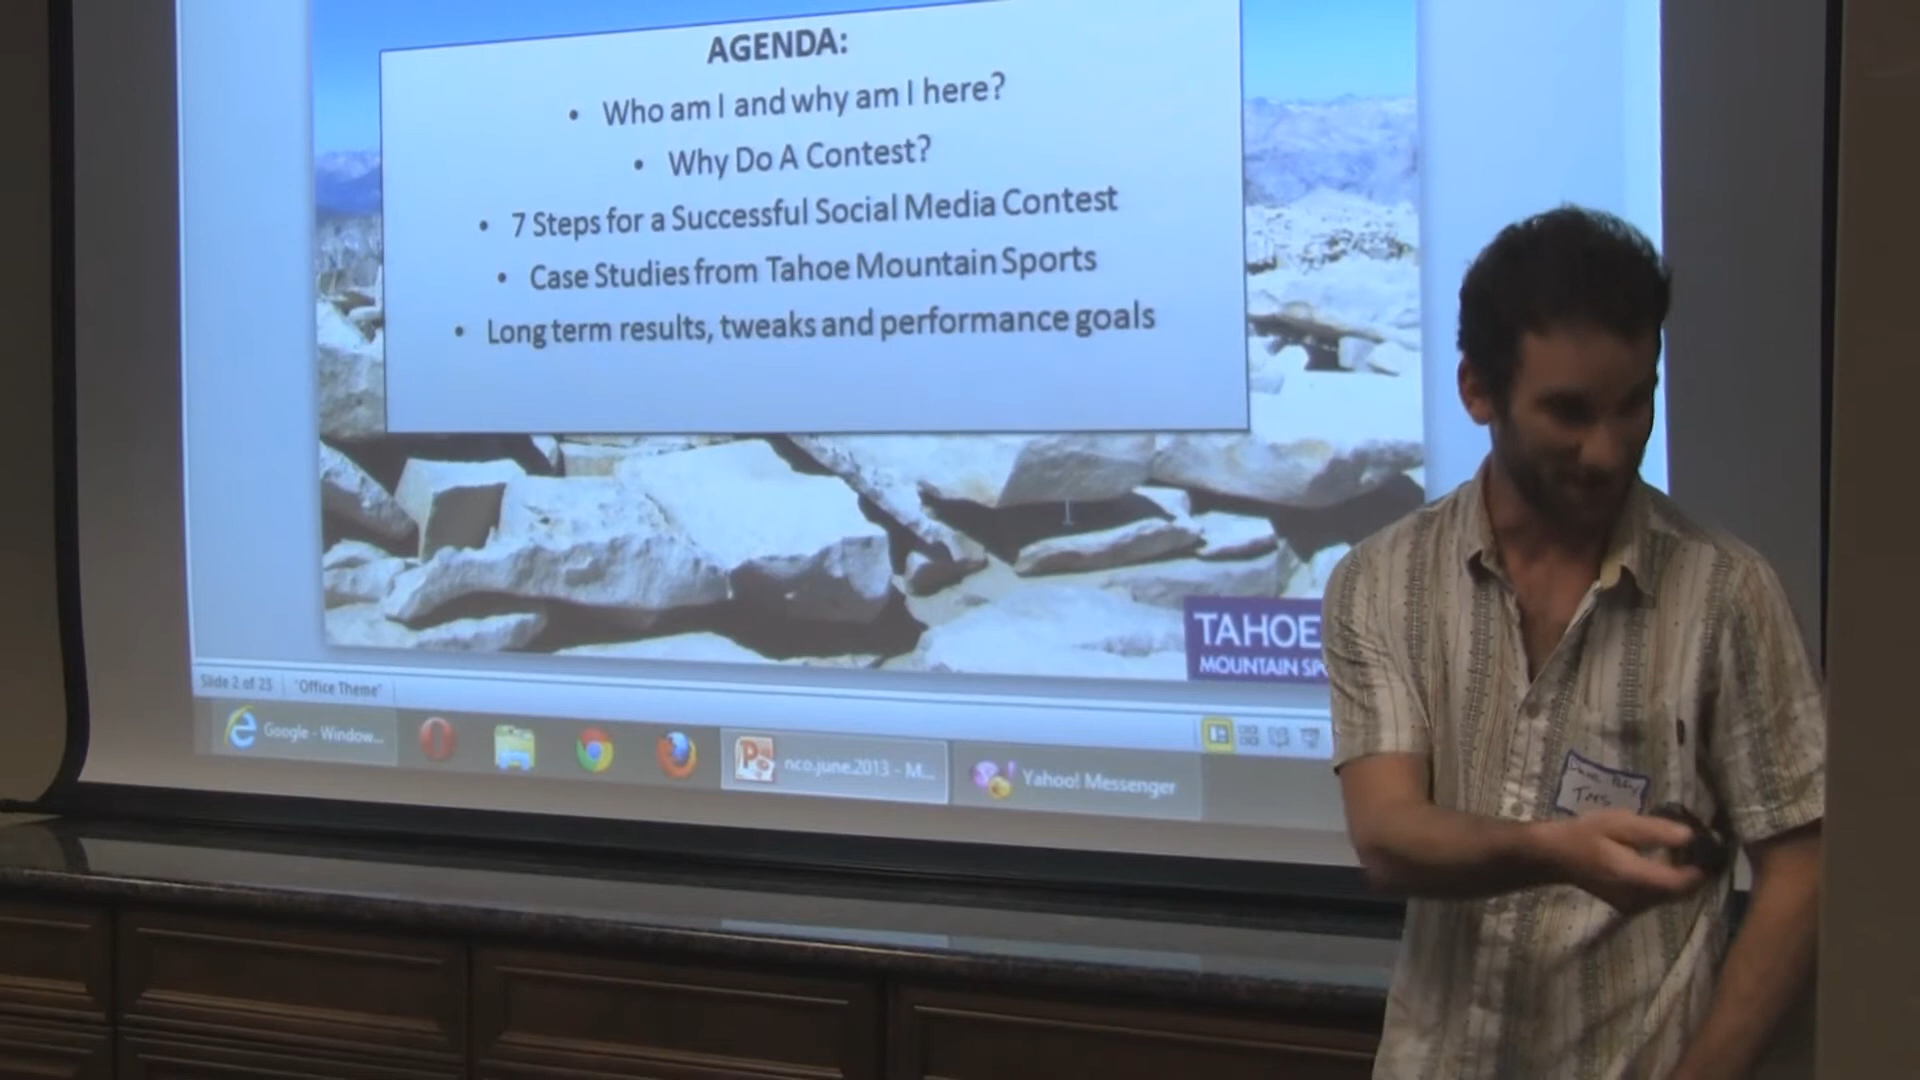 AGENDA:
• Who am I and why am I here?
• Why Do A Contest?
• 7 Steps for a Successful Social Media Contest
• Case Studies from Tahoe Mountain Sports
• Long term results, tweaks and performance goals
TAHOE
MOUNTAIN SP
Slide 2 of 23 "Office Theme"
Google - Window...
nco.june.2013 - M...
Yahoo! Messenger
TMS